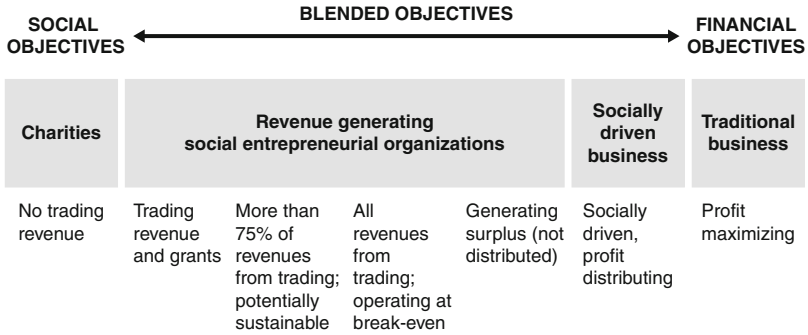 BLENDED OBJECTIVES
SOCIAL
OBJECTIVES
FINANCIAL
OBJECTIVES
Charities
Revenue generating
social entrepreneurial organizations
Socially
driven
business
Traditional
business
No trading
revenue
Trading
revenue
and grants
More than
75% of
revenues
from trading;
potentially
sustainable
All
revenues
from
trading;
operating at
break-even
Generating
surplus (not
distributed)
Socially
driven,
profit
distributing
Profit
maximizing